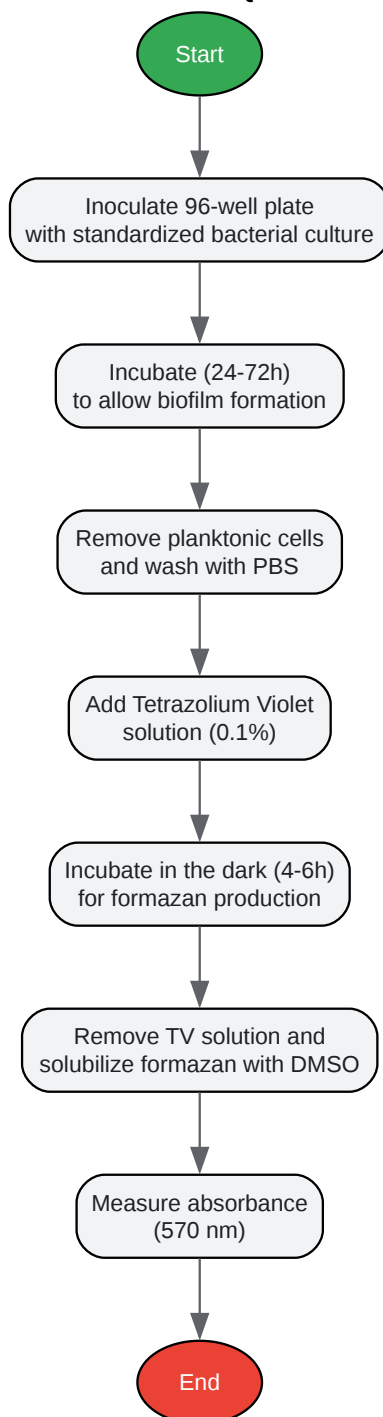 Start
Inoculate 96-well plate
with standardized bacterial culture
Incubate (24-72h)
to allow biofilm formation
Remove planktonic cells
and wash with PBS
Add Tetrazolium Violet
solution (0.1%)
Incubate in the dark (4-6h)
for formazan production
Remove TV solution and
solubilize formazan with DMSO
Measure absorbance
(570 nm)
End